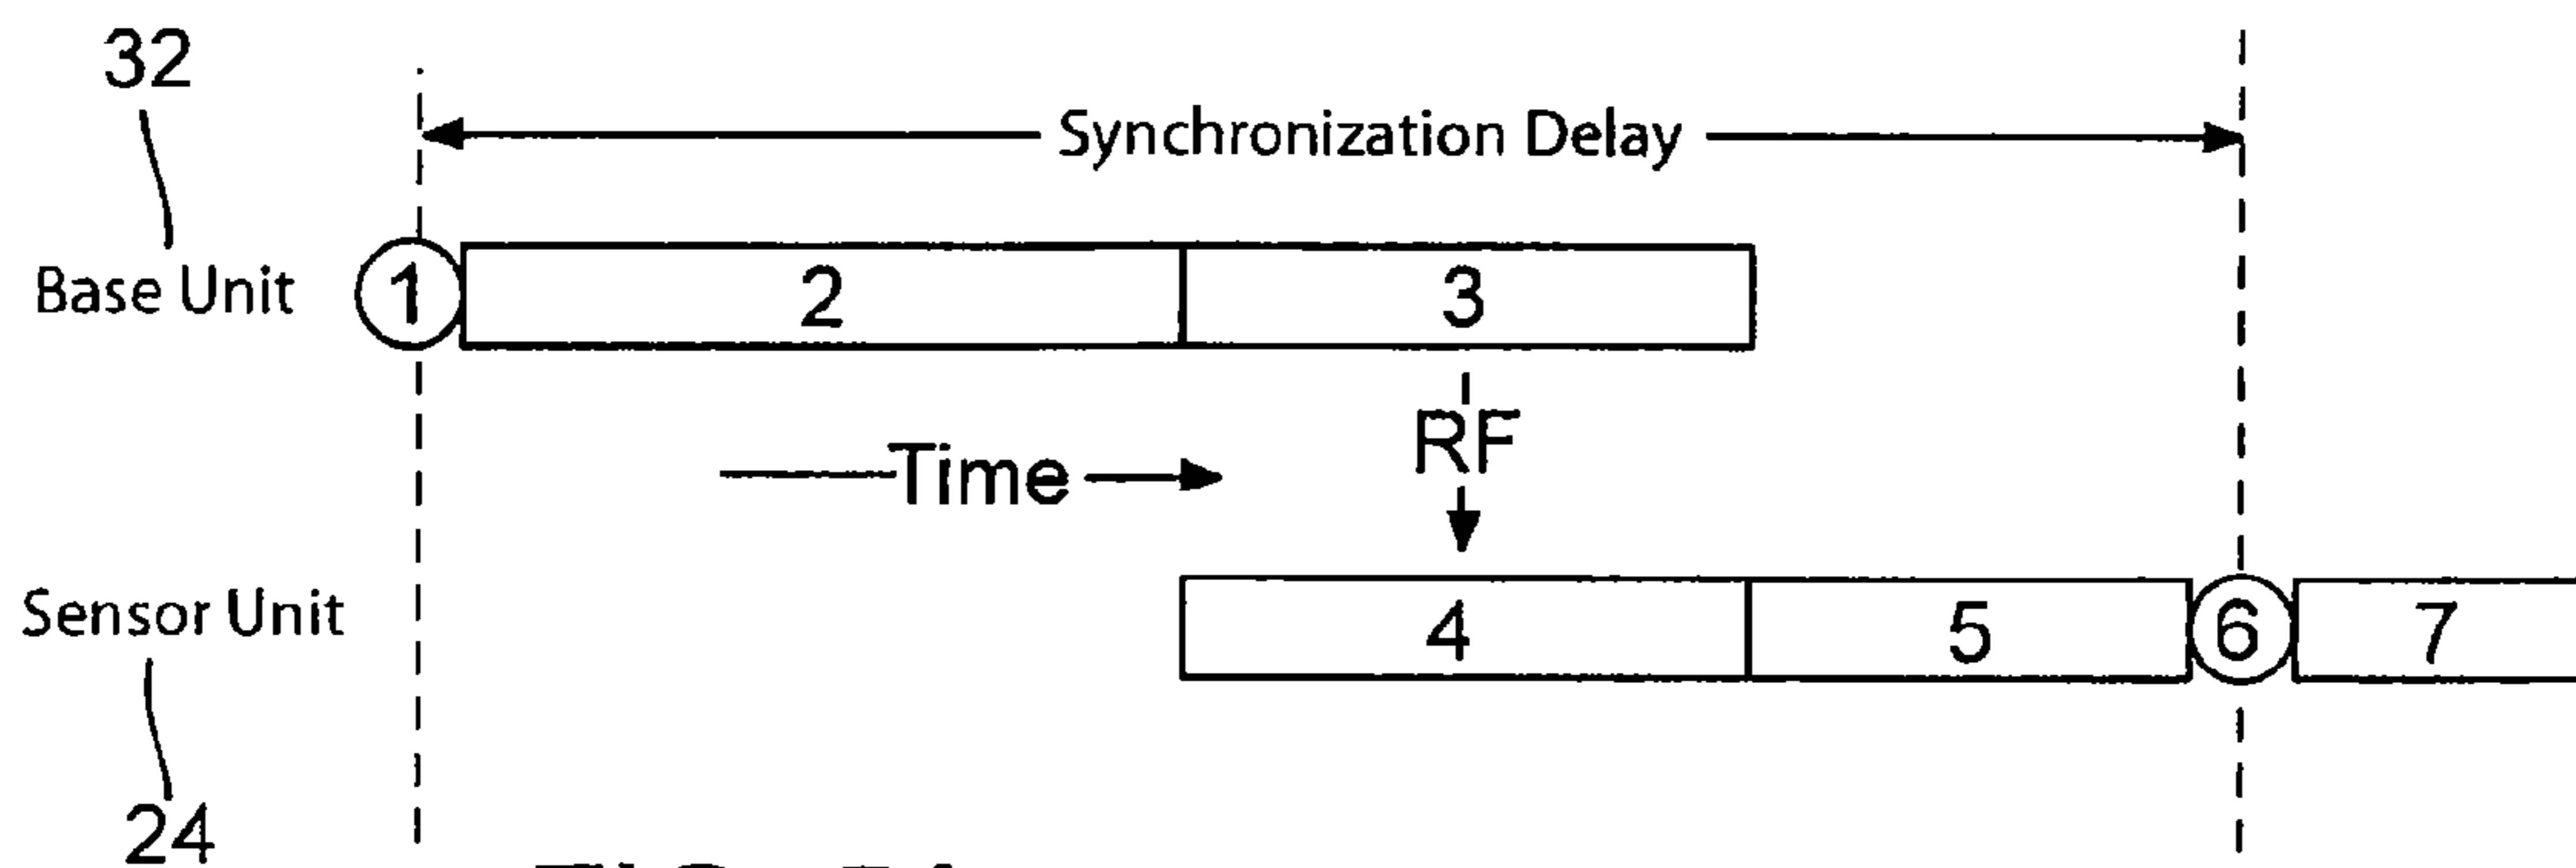 32
Synchronization Delay
Base Unit 1 2 3
Time RF
Sensor Unit 4 5 6 7
24